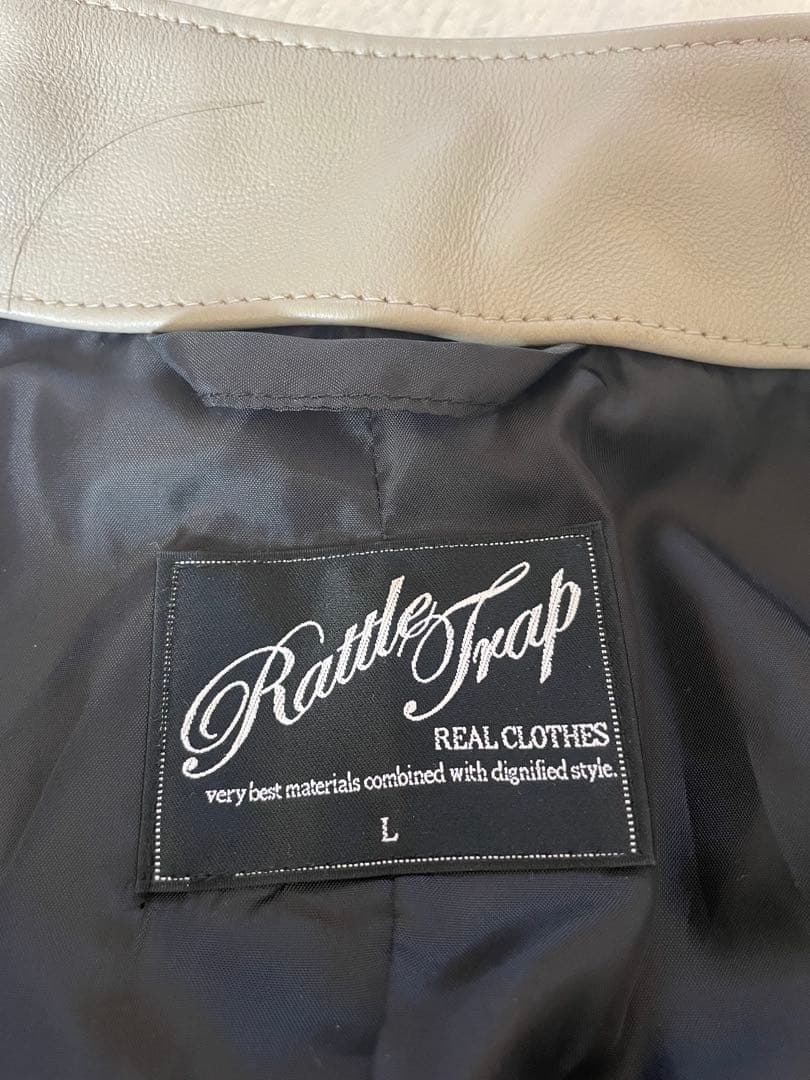 Rattle Trap
REAL CLOTHES
very best materials combined with dignified style.
L